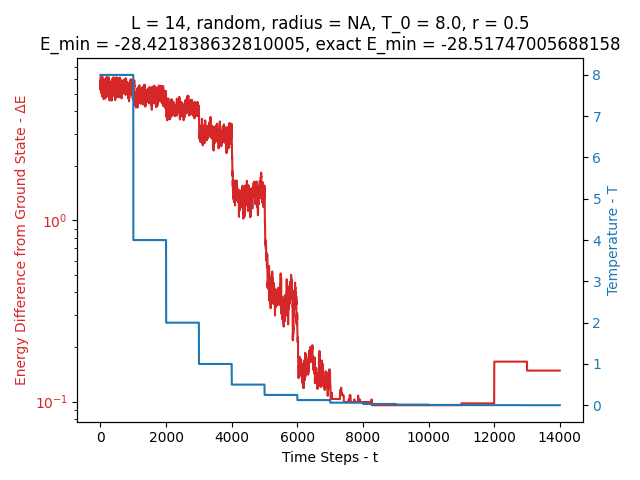 L = 14, random, radius = NA, T_0 = 8.0, r = 0.5
E_min = -28.421838632810005, exact E_min = -28.51747005688158
Energy Difference from Ground State - ΔE
10^0
10^-1
Temperature - T
8
7
6
5
4
3
2
1
0
0 2000 4000 6000 8000 10000 12000 14000
Time Steps - t